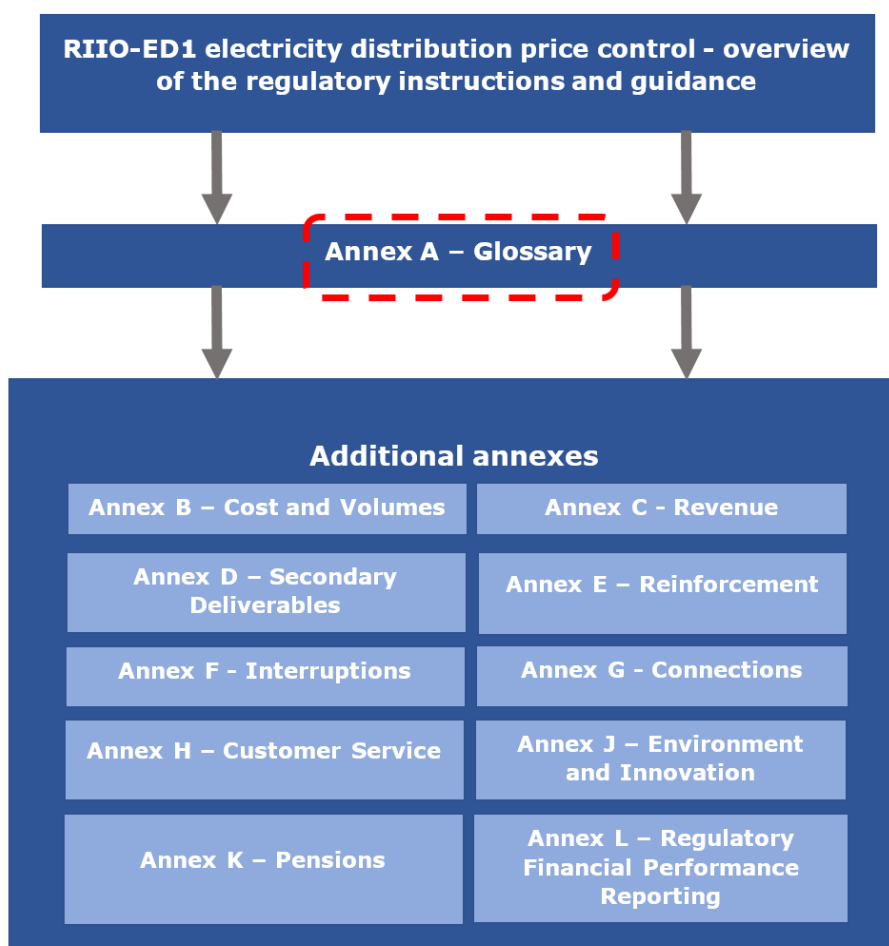 RIIO-ED1 electricity distribution price control - overview
of the regulatory instructions and guidance
Annex A – Glossary
Additional annexes
Annex B – Cost and Volumes
Annex C - Revenue
Annex D – Secondary
Deliverables
Annex E – Reinforcement
Annex F - Interruptions
Annex G - Connections
Annex H – Customer Service
Annex J – Environment
and Innovation
Annex K – Pensions
Annex L – Regulatory
Financial Performance
Reporting